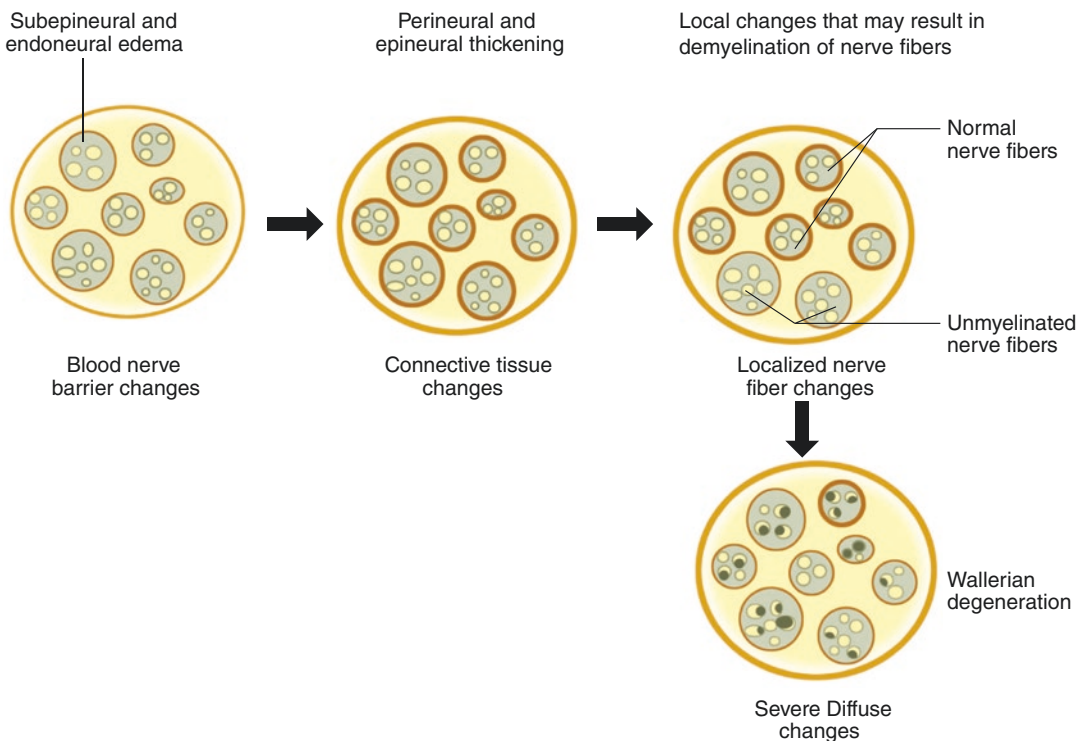 Subepineural and
endoneural edema
Perineural and
epineural thickening
Local changes that may result in
demyelination of nerve fibers
Normal
nerve fibers
Unmyelinated
nerve fibers
Blood nerve
barrier changes
Connective tissue
changes
Localized nerve
fiber changes
Wallerian
degeneration
Severe Diffuse
changes